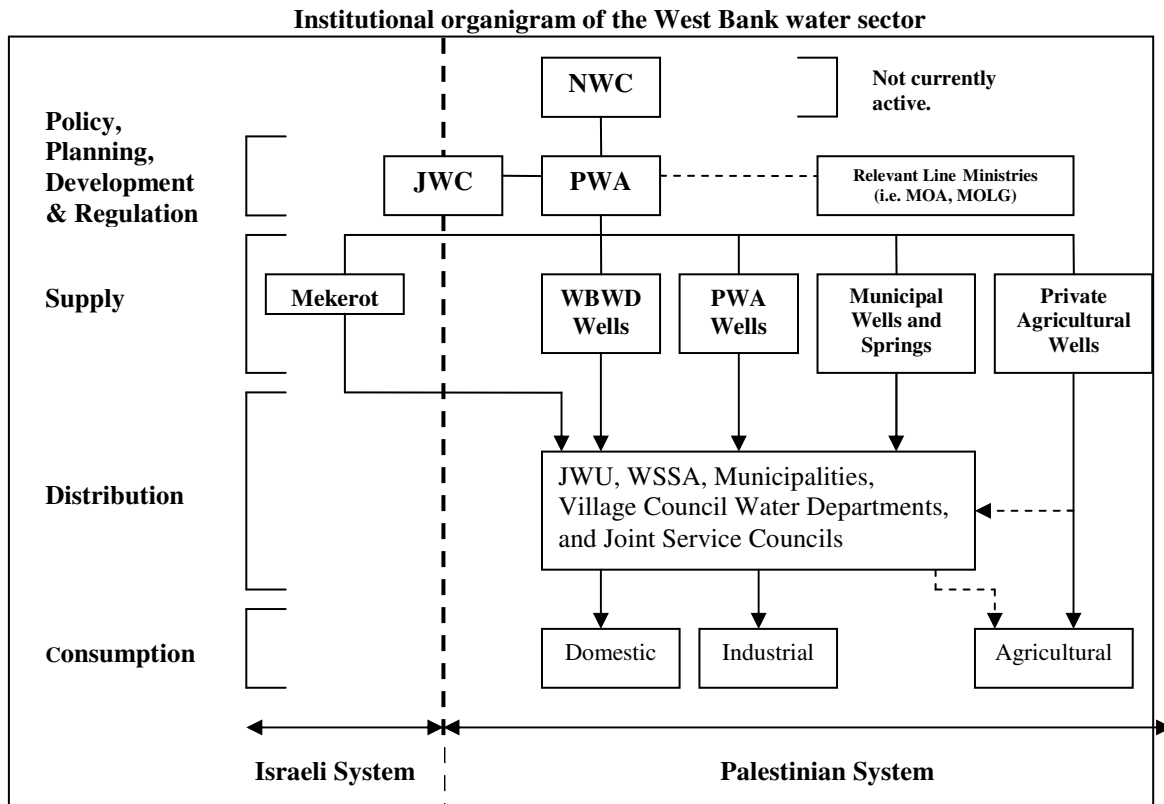 Institutional organigram of the West Bank water sector
NWC
Not currently
active.
Policy,
Planning,
Development
& Regulation
JWC
PWA
Relevant Line Ministries
(i.e. MOA, MOLG)
Supply
Mekerot
WBWD
Wells
PWA
Wells
Municipal
Wells and
Springs
Private
Agricultural
Wells
Distribution
JWU, WSSA, Municipalities,
Village Council Water Departments,
and Joint Service Councils
Consumption
Domestic
Industrial
Agricultural
Israeli System
Palestinian System